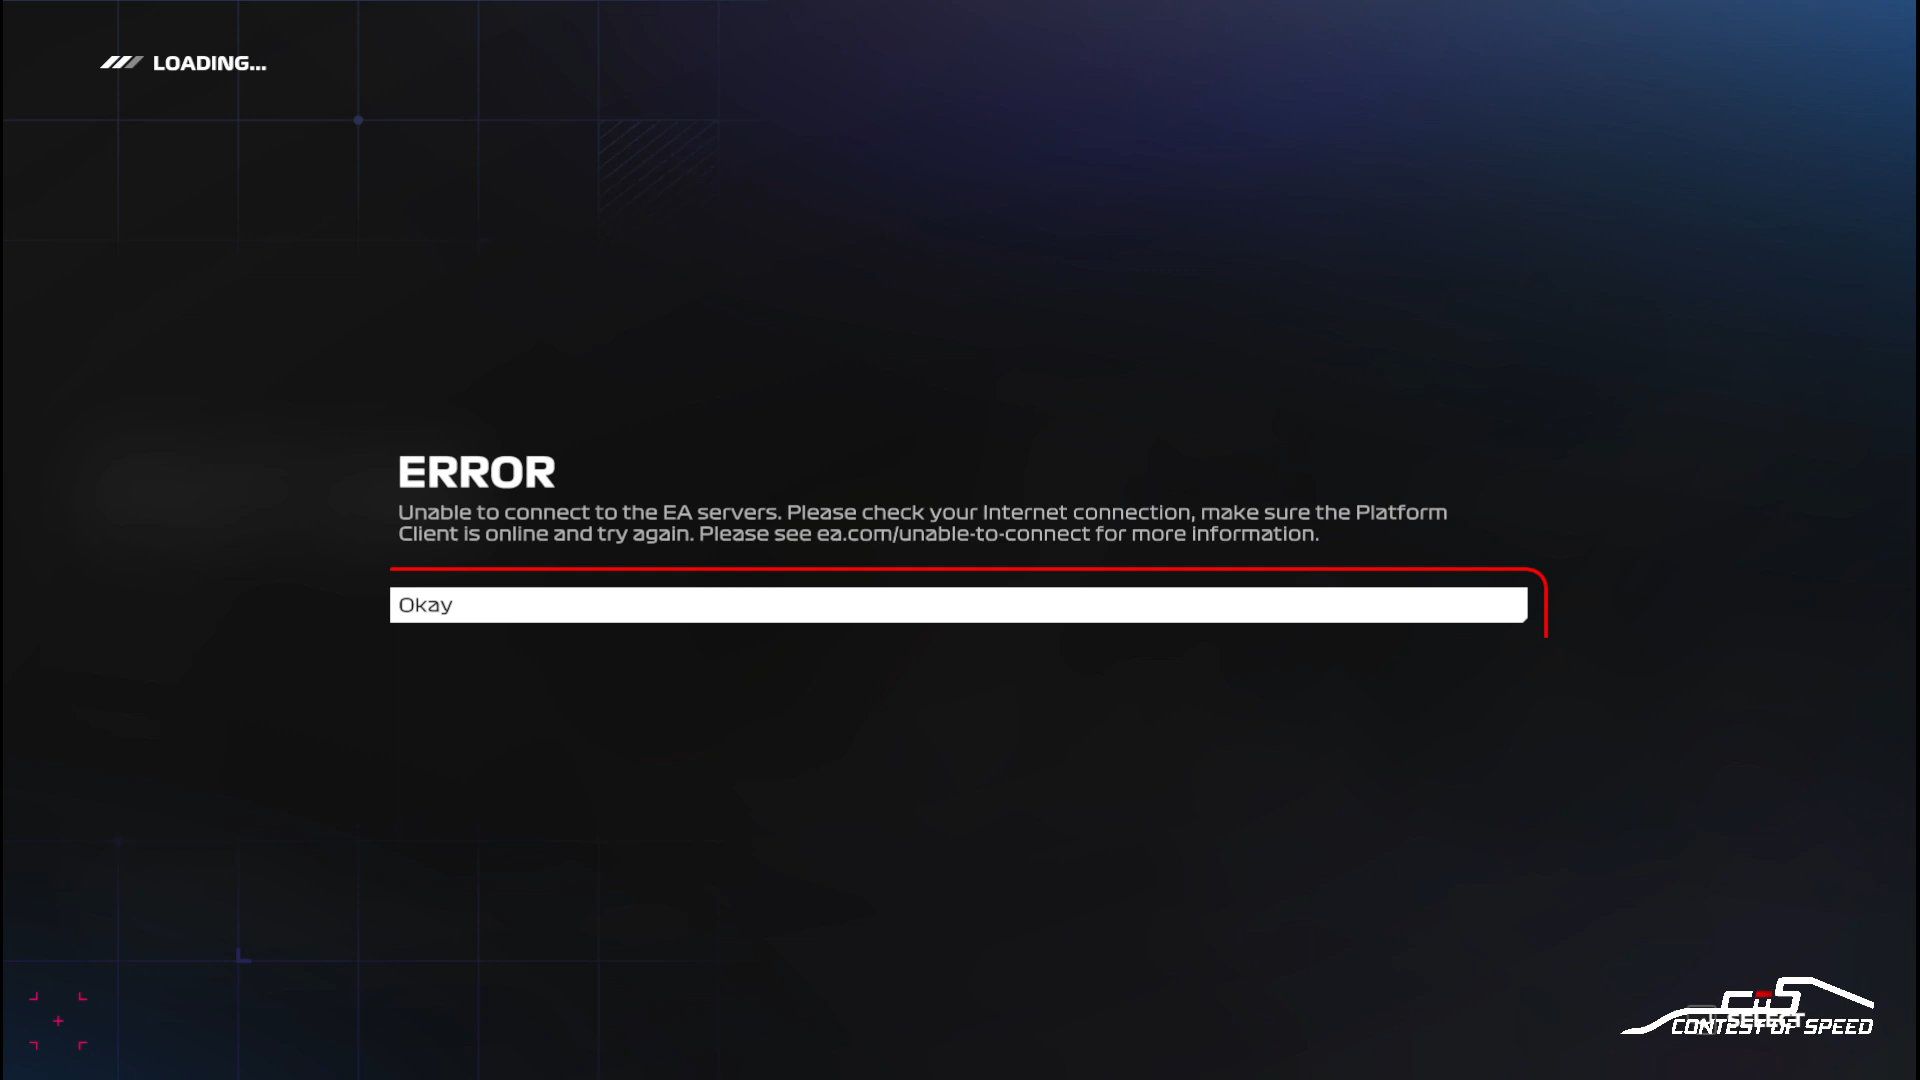 LOADING...
ERROR
Unable to connect to the EA servers. Please check your Internet connection, make sure the Platform
Client is online and try again. Please see ea.com/unable-to-connect for more information.
Okay
CoS
SELECT
CONTEST OF SPEED